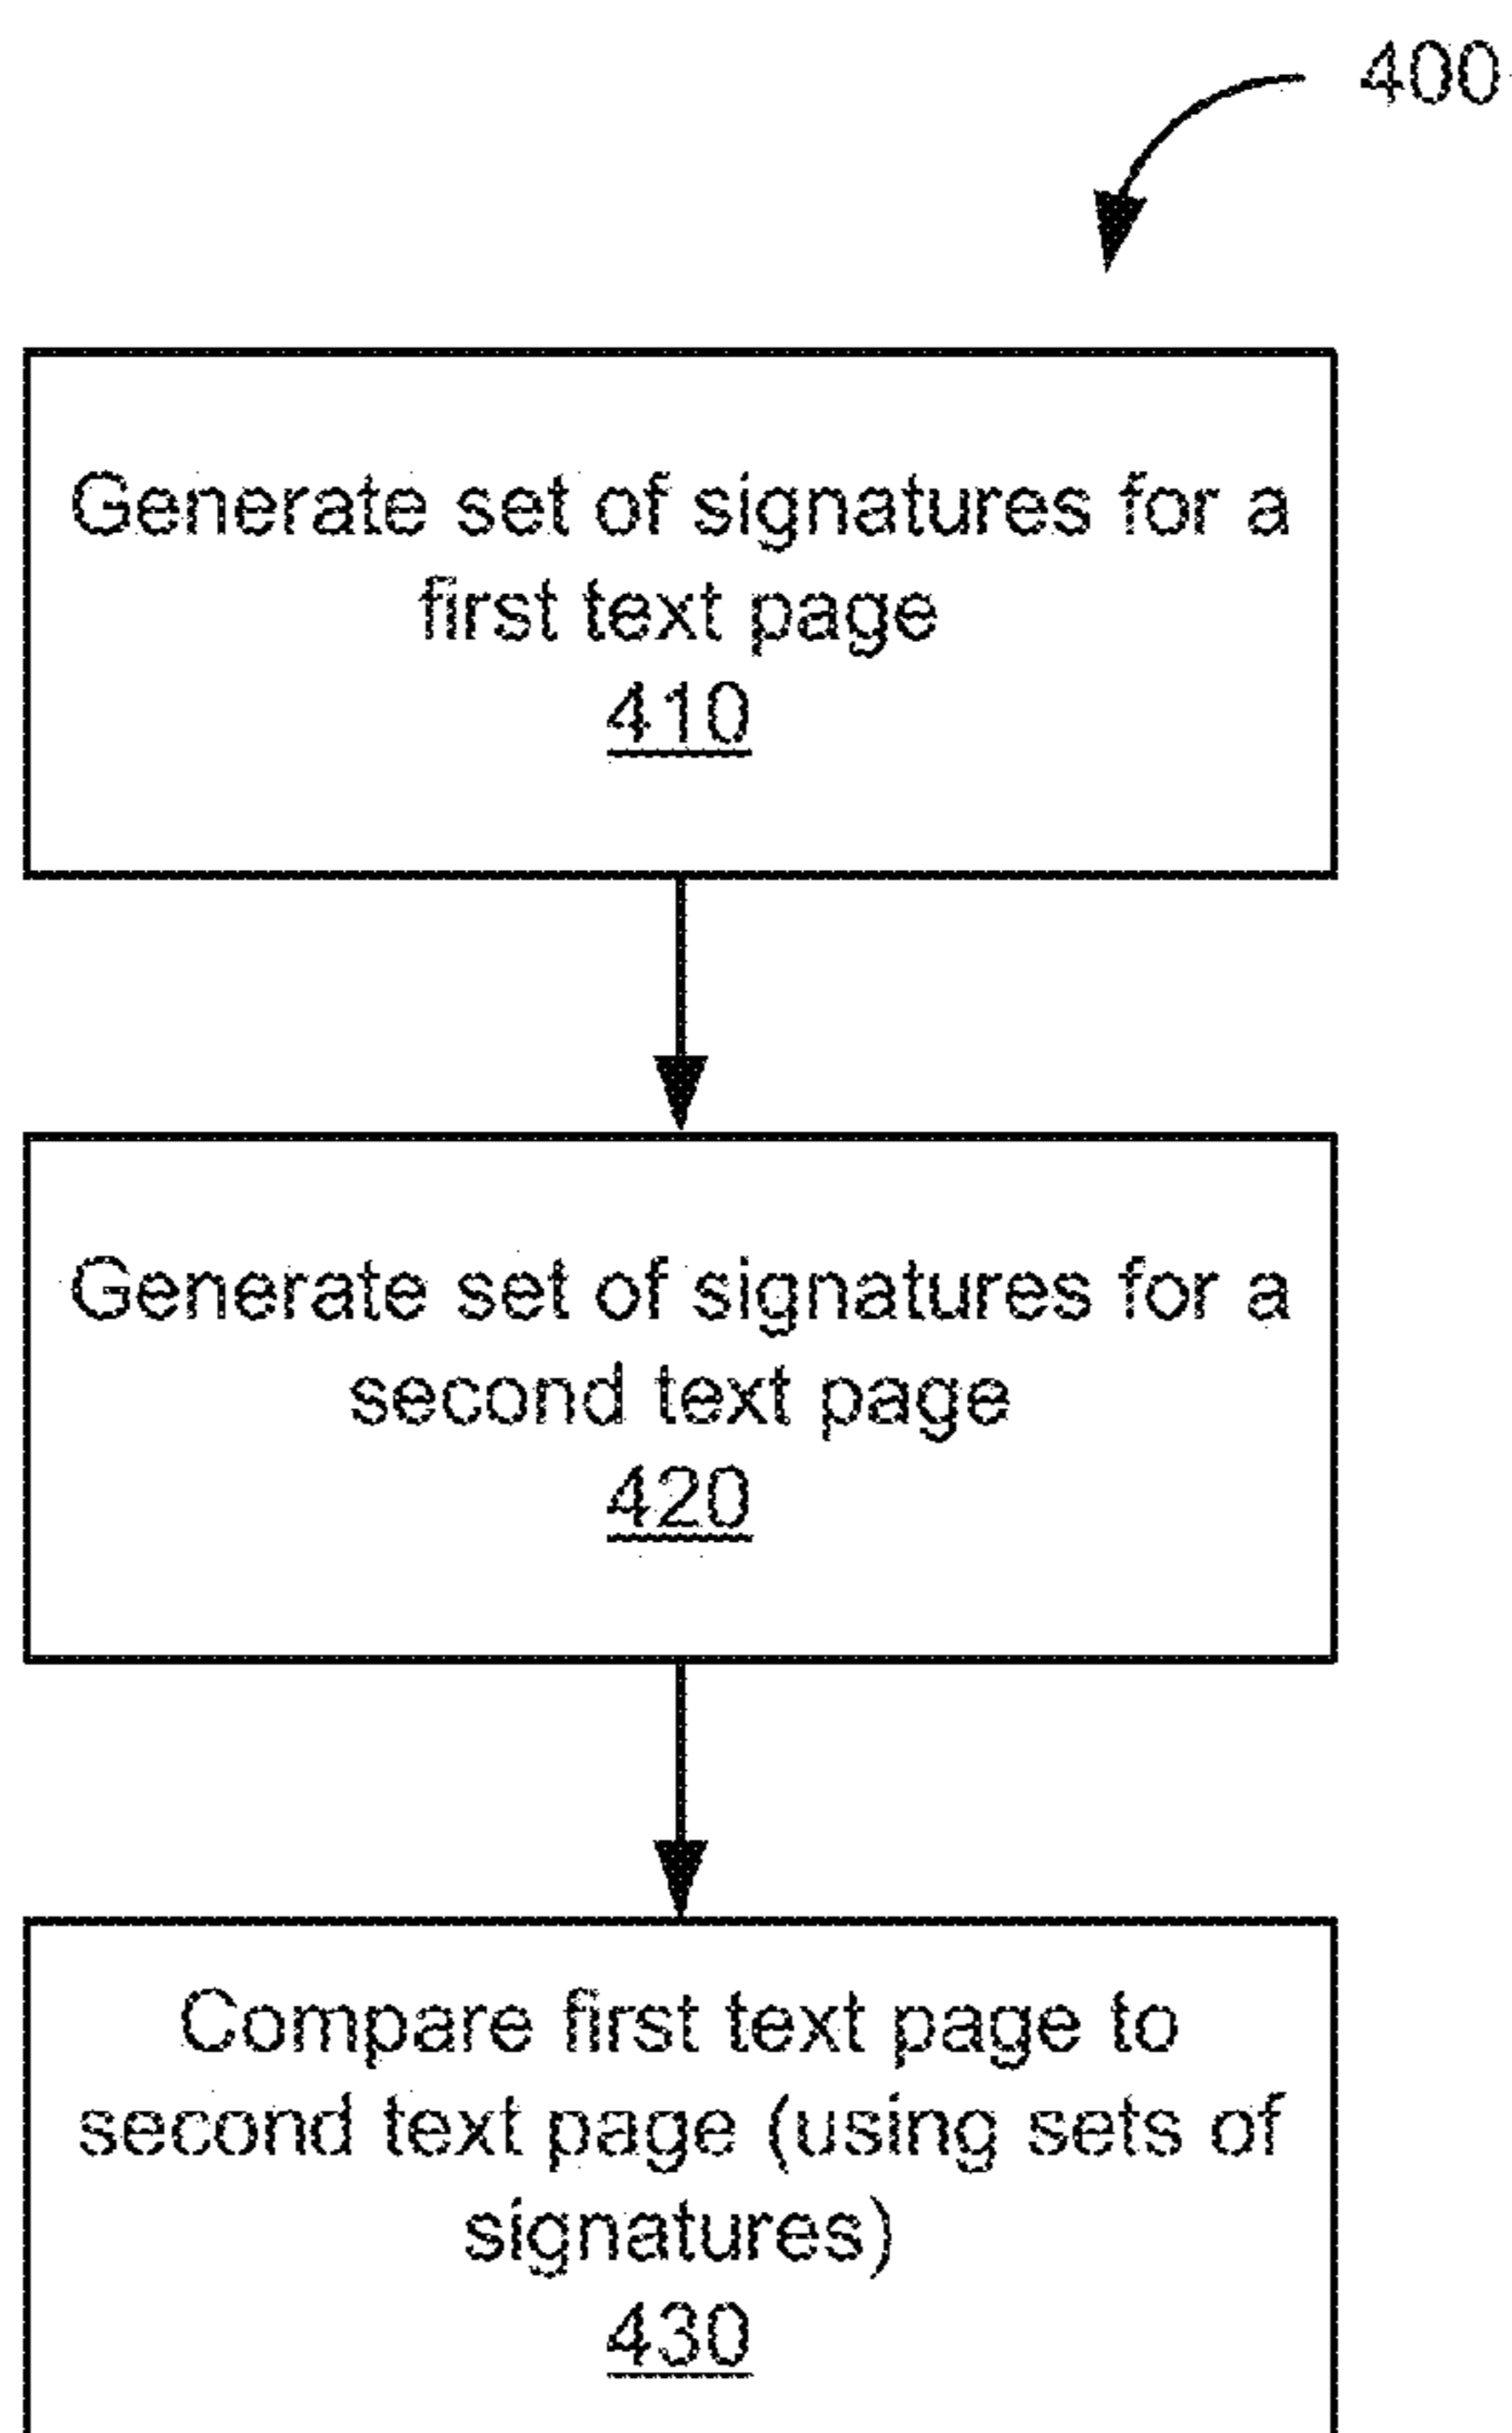 400
Generate set of signatures for a
first text page
410
Generate set of signatures for a
second text page
420
Compare first text page to
second text page (using sets of
signatures)
430